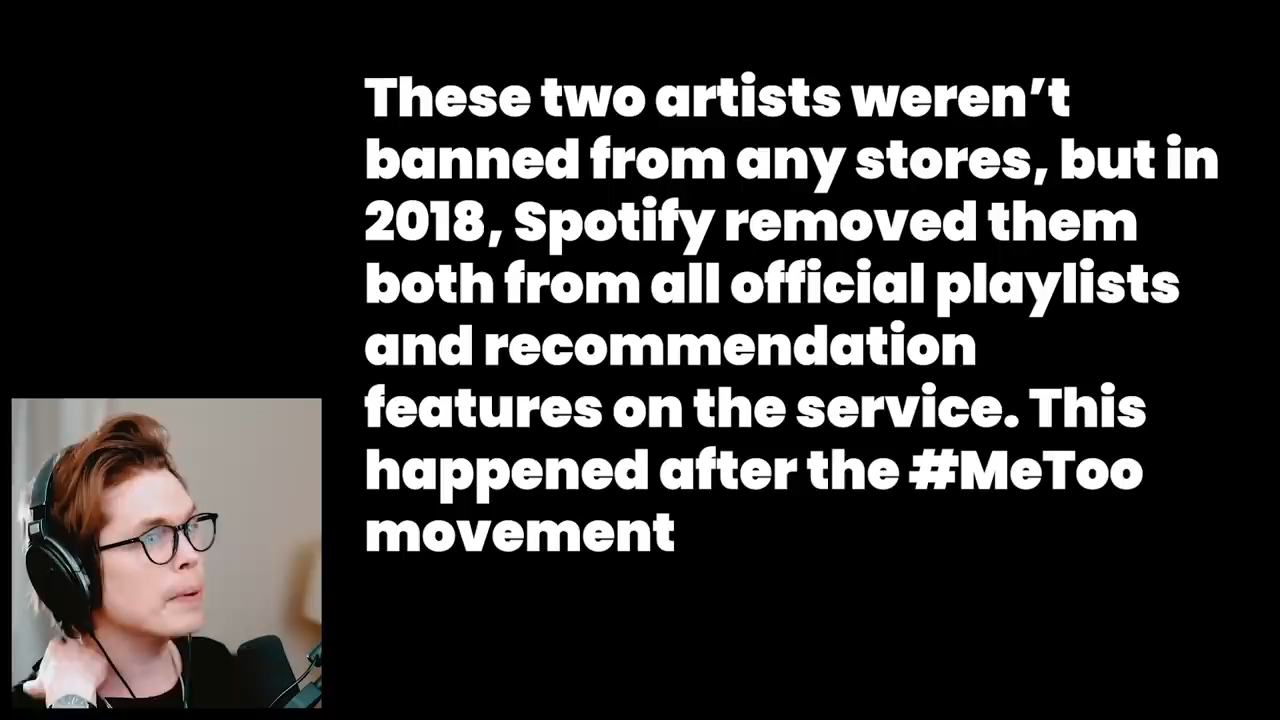 These two artists weren’t
banned from any stores, but in
2018, Spotify removed them
both from all official playlists
and recommendation
features on the service. This
happened after the #MeToo
movement